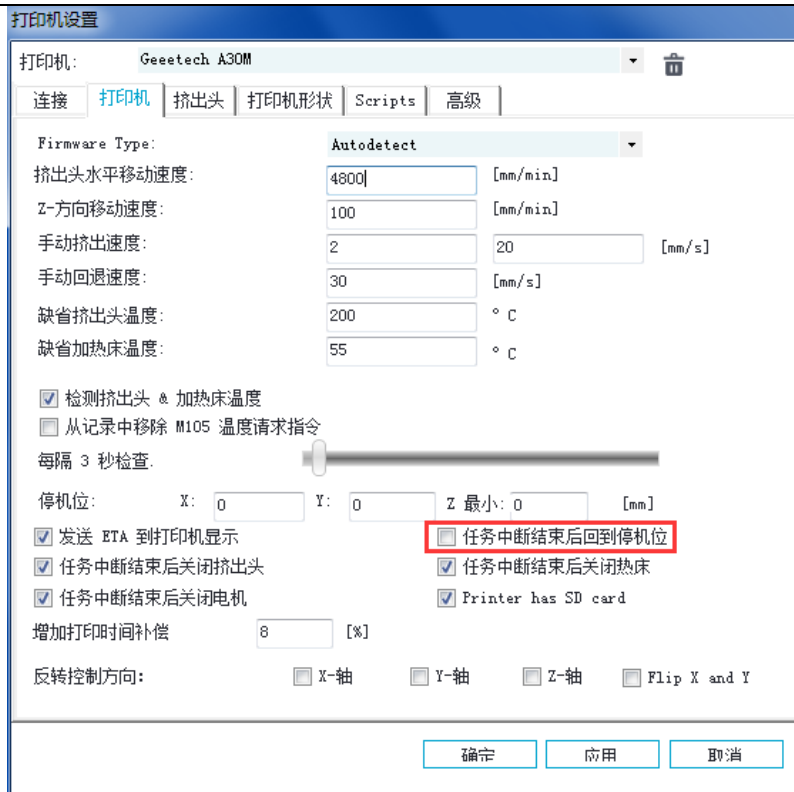 打印机设置
打印机: Geeetech A30M
连接 打印机 挤出头 打印机形状 Scripts 高级
Firmware Type: Autodetect
挤出头水平移动速度: 4800 [mm/min]
Z-方向移动速度: 100 [mm/min]
手动挤出速度: 2 20 [mm/s]
手动回退速度: 30 [mm/s]
缺省挤出头温度: 200 ° C
缺省加热床温度: 55 ° C
检测挤出头 & 加热床温度
从记录中移除 M105 温度请求指令
每隔 3 秒检查.
停机位: X: 0 Y: 0 Z 最小: 0 [mm]
发送 ETA 到打印机显示 任务中断结束后回到停机位
任务中断结束后关闭挤出头 任务中断结束后关闭热床
任务中断结束后关闭电机 Printer has SD card
增加打印时间补偿 8 [%]
反转控制方向: X-轴 Y-轴 Z-轴 Flip X and Y
确定 应用 取消